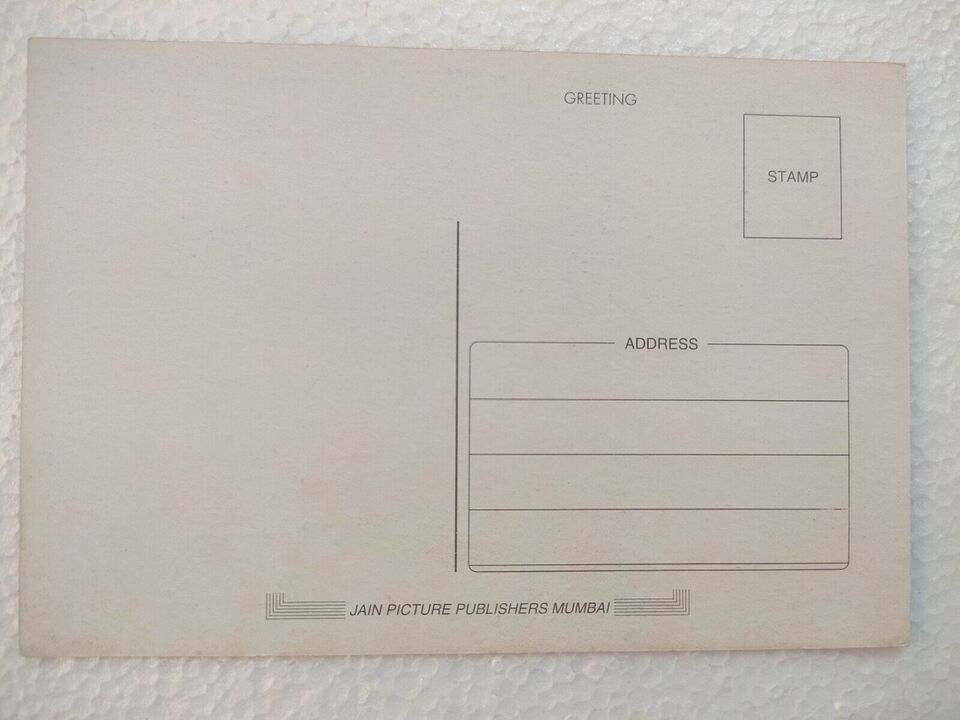 GREETING
STAMP
ADDRESS
JAIN PICTURE PUBLISHERS MUMBAI